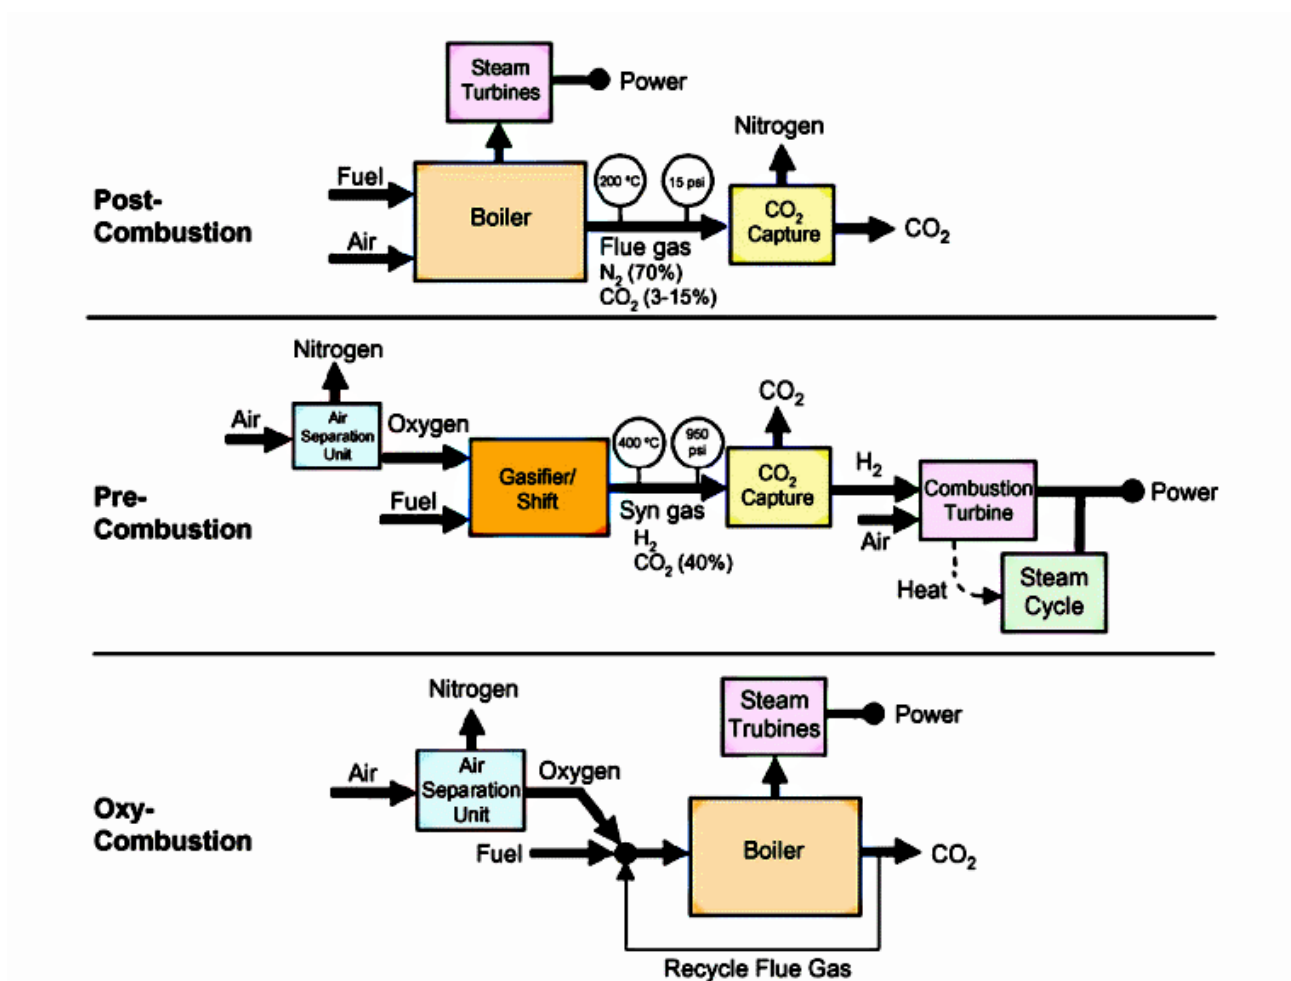 Steam
Turbines
Power
Nitrogen
Post-
Combustion
Fuel
Air
Boiler
200 ºC
15 psi
Flue gas
N₂ (70%)
CO₂ (3-15%)
CO₂
Capture
CO₂
Nitrogen
Air
Air
Separation
Unit
Oxygen
Pre-
Combustion
Fuel
Gasifier/
Shift
400 ºC
950
psi
Syn gas
H₂
CO₂ (40%)
CO₂
CO₂
Capture
H₂
Air
Combustion
Turbine
Power
Heat
Steam
Cycle
Nitrogen
Air
Air
Separation
Unit
Oxygen
Oxy-
Combustion
Fuel
Steam
Trubines
Power
Boiler
CO₂
Recycle Flue Gas